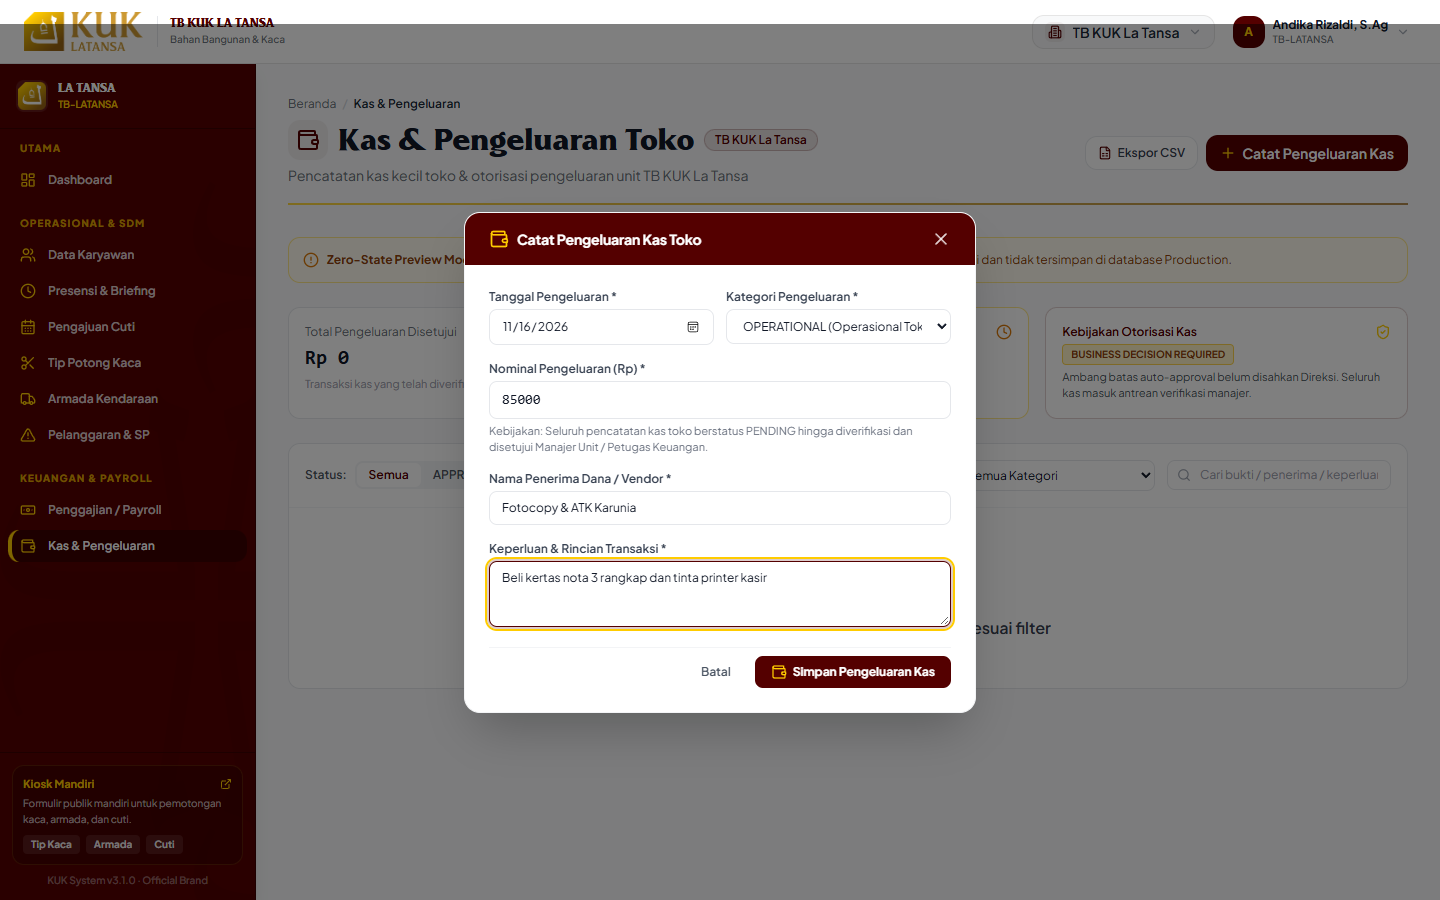 KUK
LATANSA
TB KUK LA TANSA
Bahan Bangunan & Kaca
TB KUK La Tansa
A
Andika Rizaldi, S.Ag
TB-LATANSA
LA TANSA
TB-LATANSA
UTAMA
Dashboard
OPERASIONAL & SDM
Data Karyawan
Presensi & Briefing
Pengajuan Cuti
Tip Potong Kaca
Armada Kendaraan
Pelanggaran & SP
KEUANGAN & PAYROLL
Penggajian / Payroll
Kas & Pengeluaran
Kiosk Mandiri
Formulir publik mandiri untuk pemotongan
kaca, armada, dan cuti.
Tip Kaca
Armada
Cuti
KUK System v3.1.0 · Official Brand
Beranda / Kas & Pengeluaran
Kas & Pengeluaran Toko
TB KUK La Tansa
Pencatatan kas kecil toko & otorisasi pengeluaran unit TB KUK La Tansa
Ekspor CSV
+ Catat Pengeluaran Kas
Zero-State Preview Mo
dan tidak tersimpan di database Production.
Total Pengeluaran Disetujui
Rp 0
Transaksi kas yang telah diverifi
Kebijakan Otorisasi Kas
BUSINESS DECISION REQUIRED
Ambang batas auto-approval belum disahkan Direksi. Seluruh
kas masuk antrean verifikasi manajer.
Status:
Semua
APPR
emua Kategori
Cari bukti / penerima / keperluan
esuai filter
Catat Pengeluaran Kas Toko
Tanggal Pengeluaran *
11/16/2026
Kategori Pengeluaran *
OPERATIONAL (Operasional Tok
Nominal Pengeluaran (Rp) *
85000
Kebijakan: Seluruh pencatatan kas toko berstatus PENDING hingga diverifikasi dan
disetujui Manajer Unit / Petugas Keuangan.
Nama Penerima Dana / Vendor *
Fotocopy & ATK Karunia
Keperluan & Rincian Transaksi *
Beli kertas nota 3 rangkap dan tinta printer kasir
Batal
Simpan Pengeluaran Kas